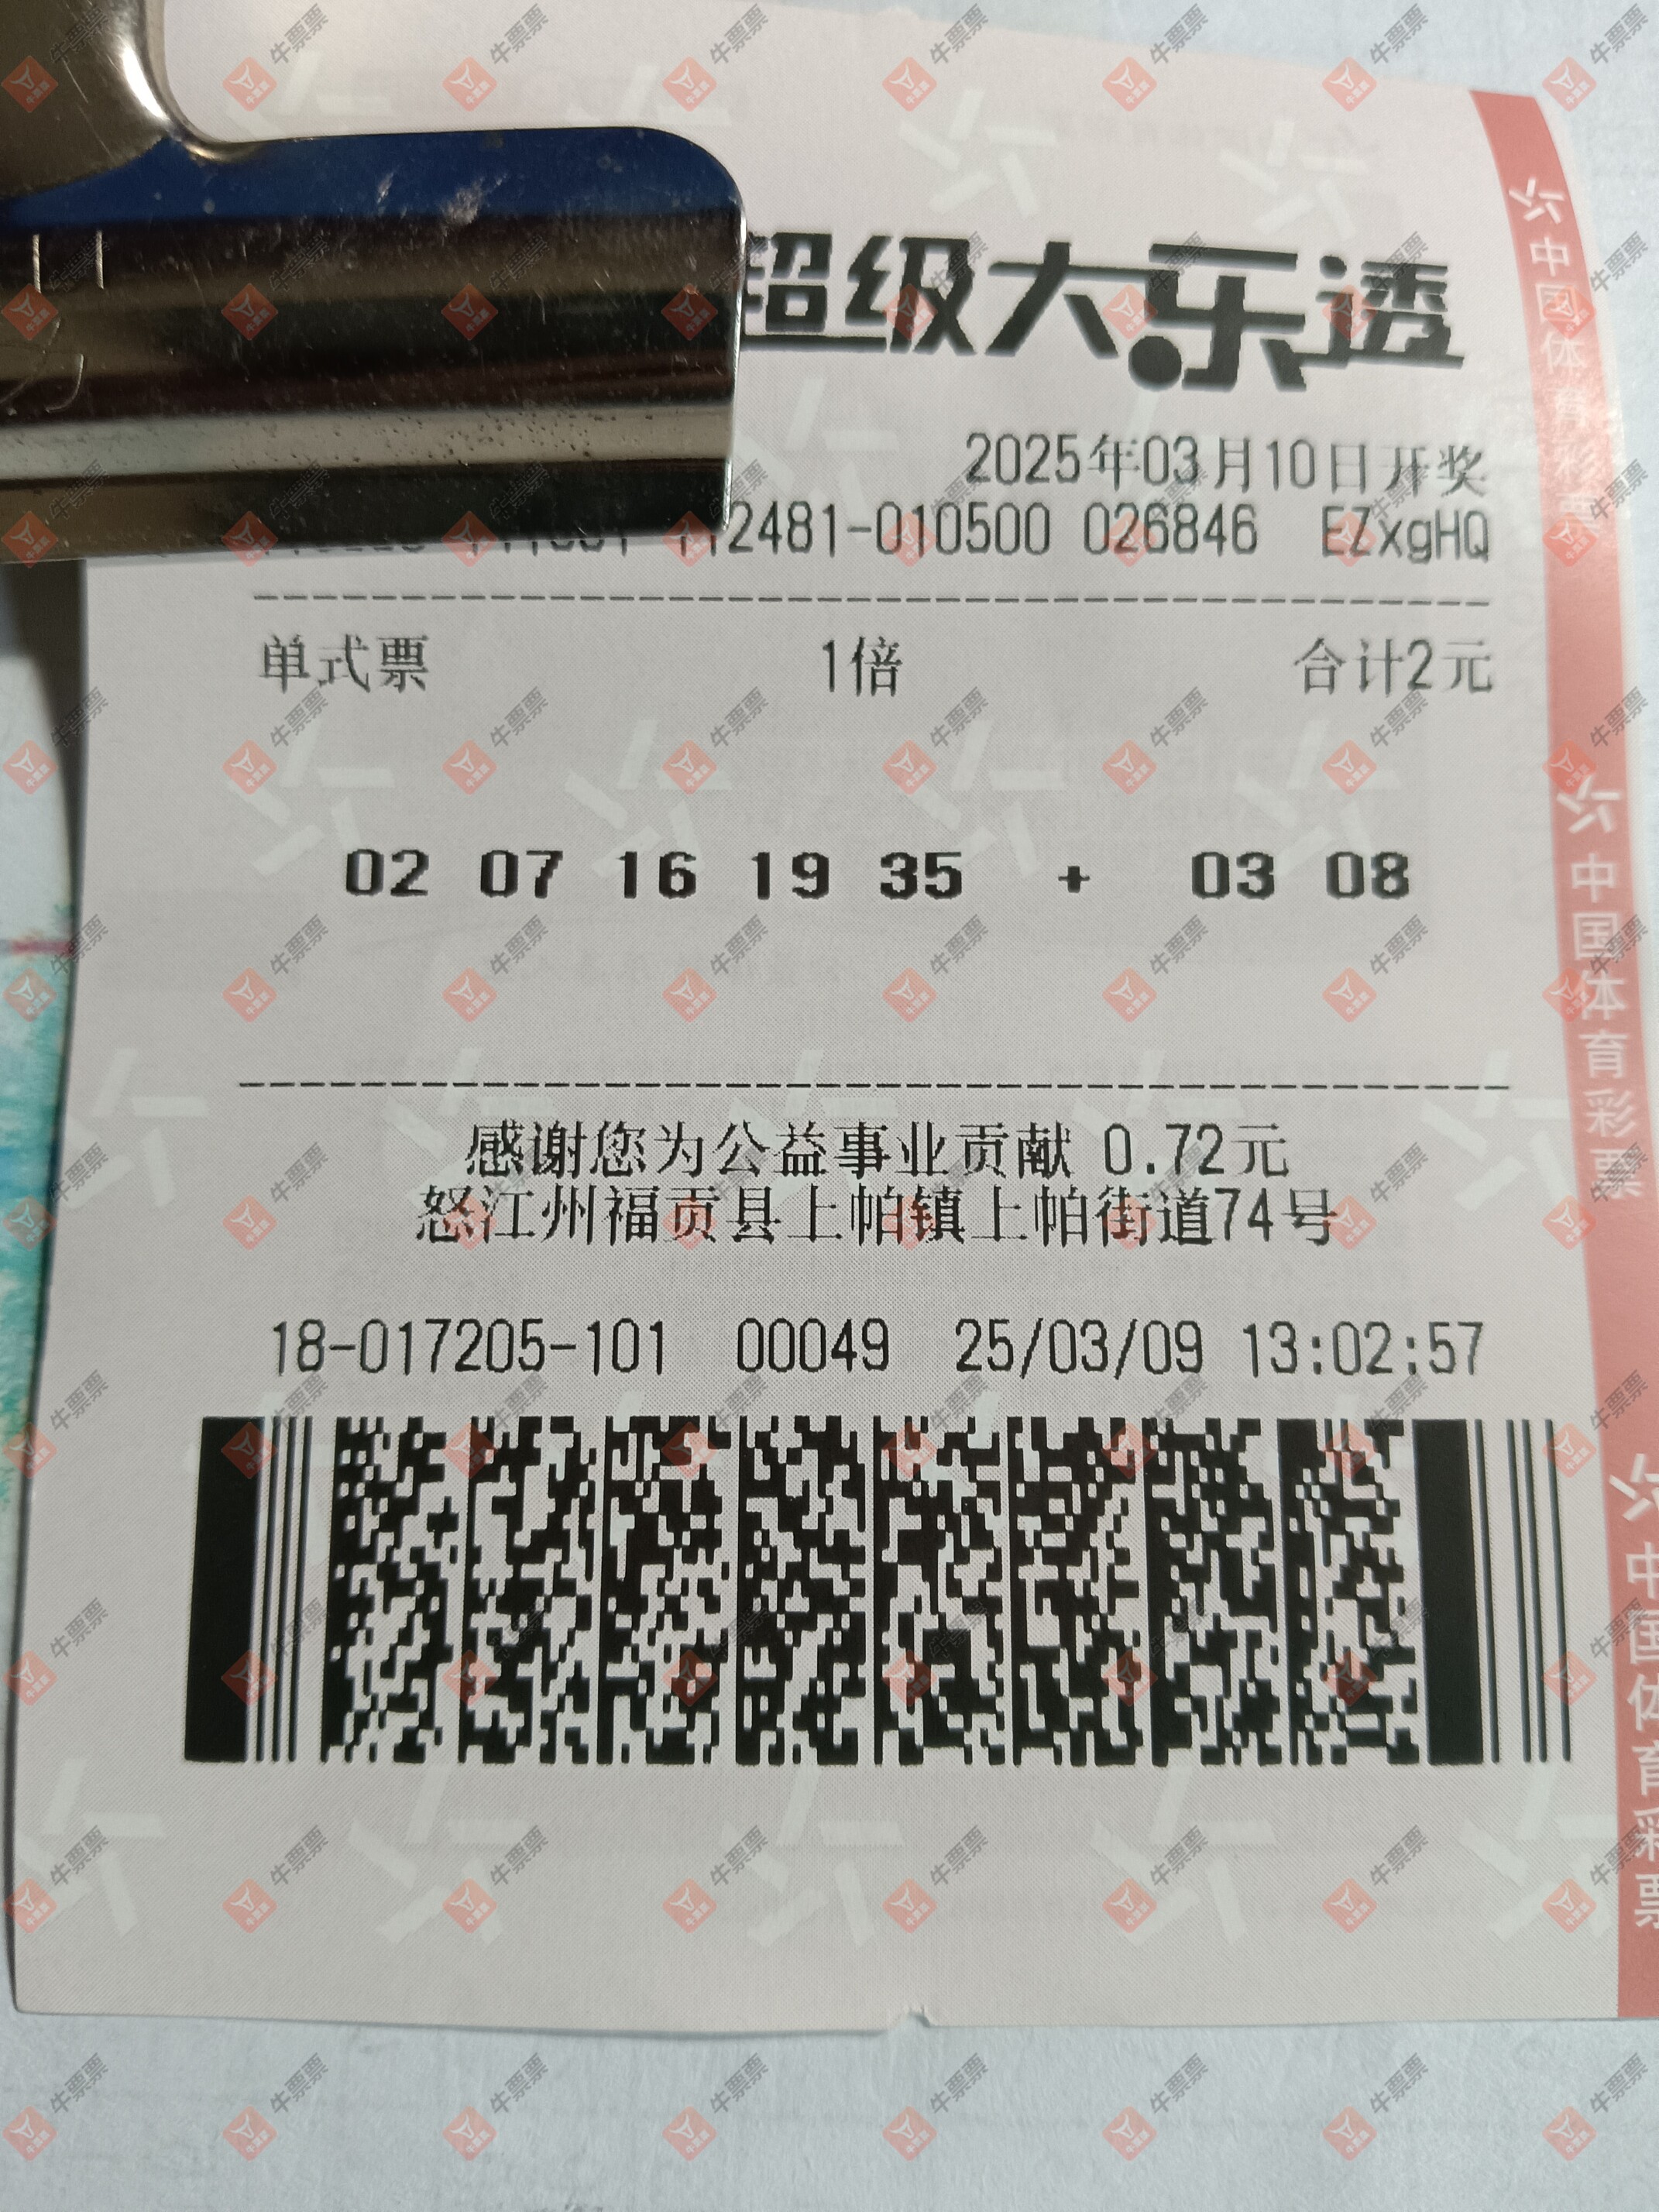 超级大乐透
2025年03月10日开奖
2481-010500 026846 EZxgHQ
单式票 1倍 合计2元
02 07 16 19 35 + 03 08
感谢您为公益事业贡献 0.72元
怒江州福贡县上帕镇上帕街道74号
18-017205-101 00049 25/03/09 13:02:57
中国体育彩票
中国体育彩票
中国体育彩票
牛票票